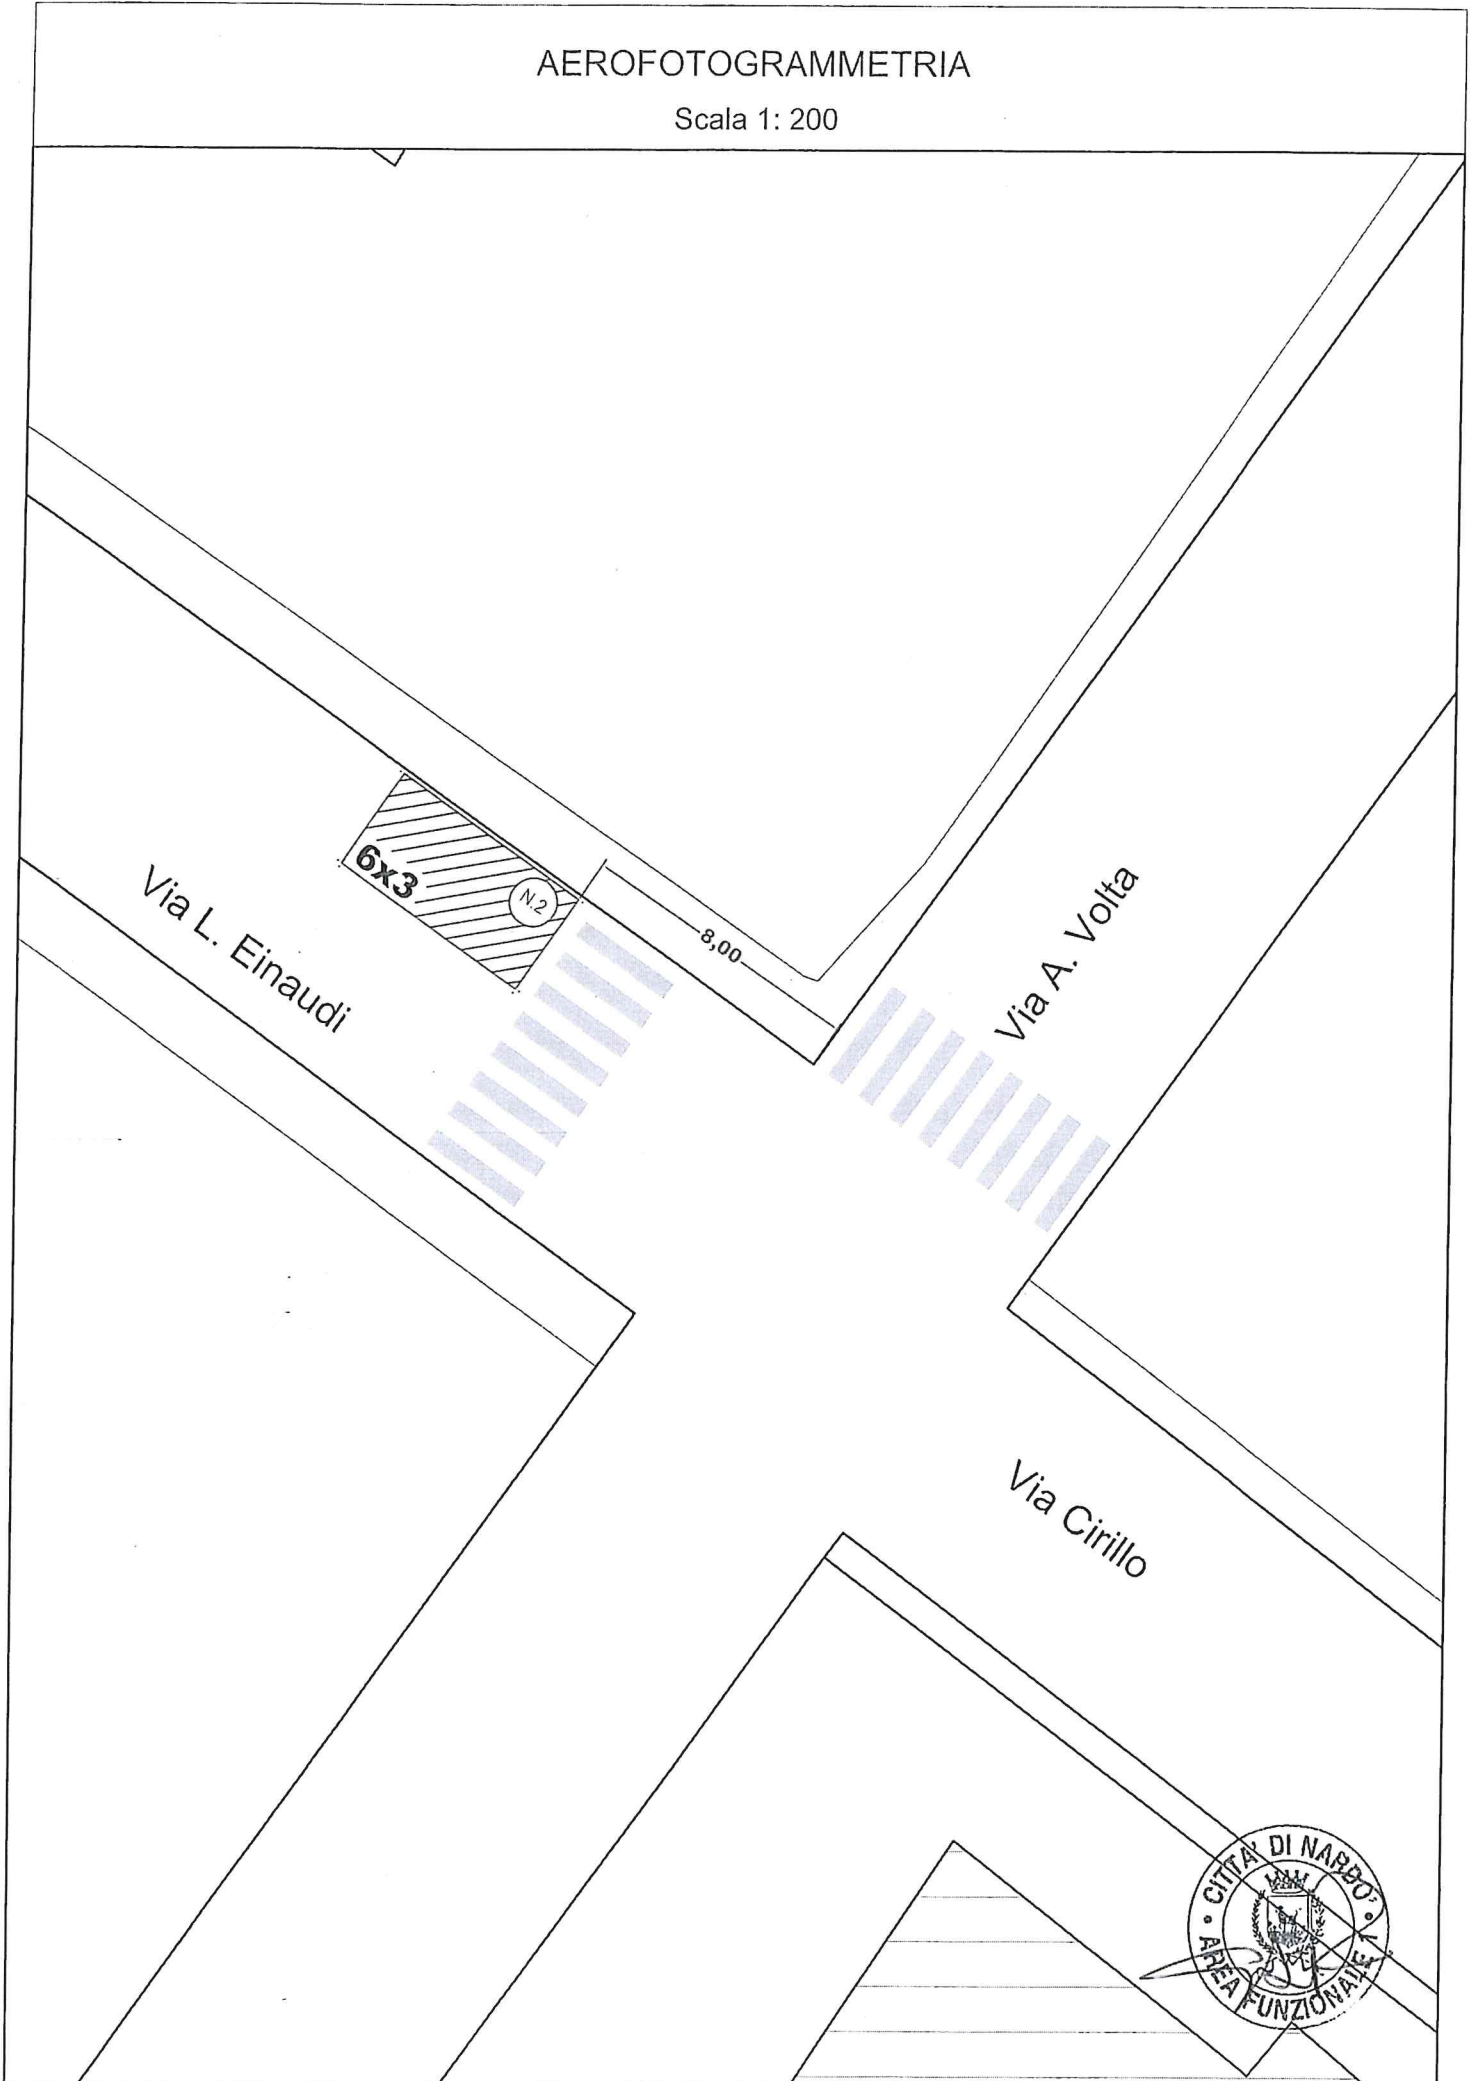 AEROFOTOGRAMMETRIA
Scala 1: 200
6x3
N.2
8,00
Via L. Einaudi
Via A. Volta
Via Cirillo
• CITTA' DI NARDO' •
AREA FUNZIONALE 1